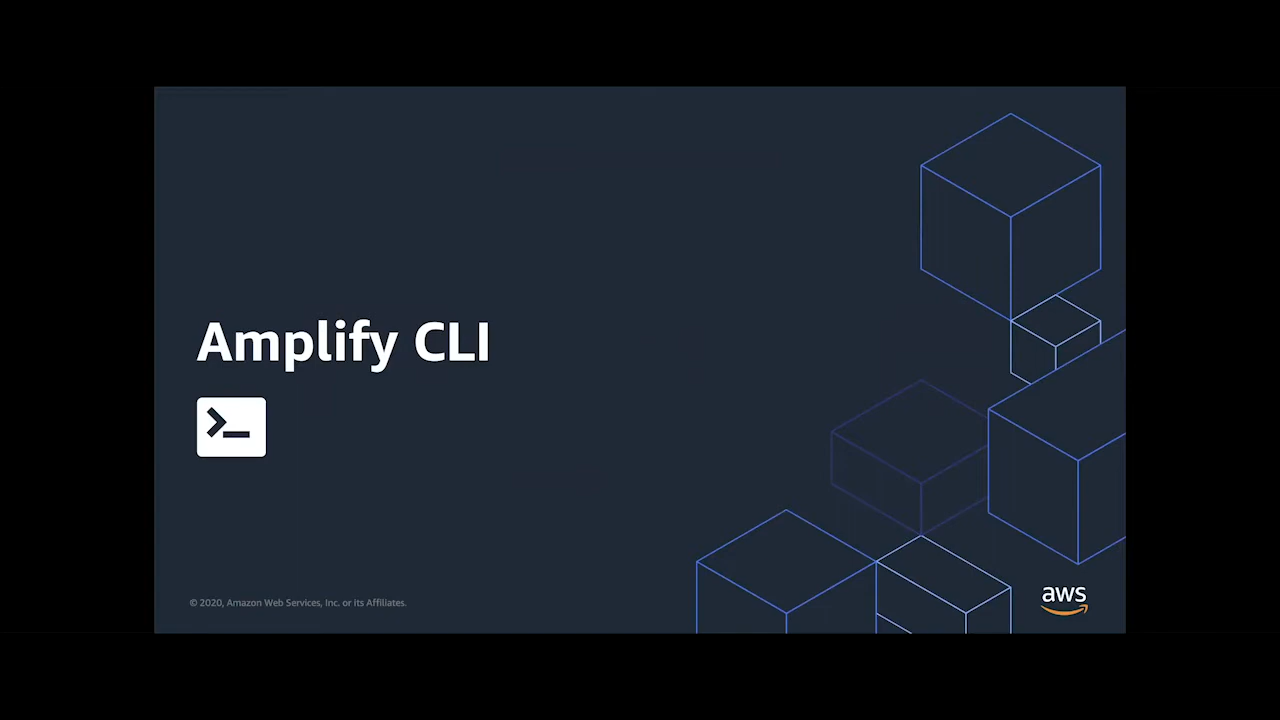 Amplify CLI
>_
© 2020, Amazon Web Services, Inc. or its Affiliates.
aws